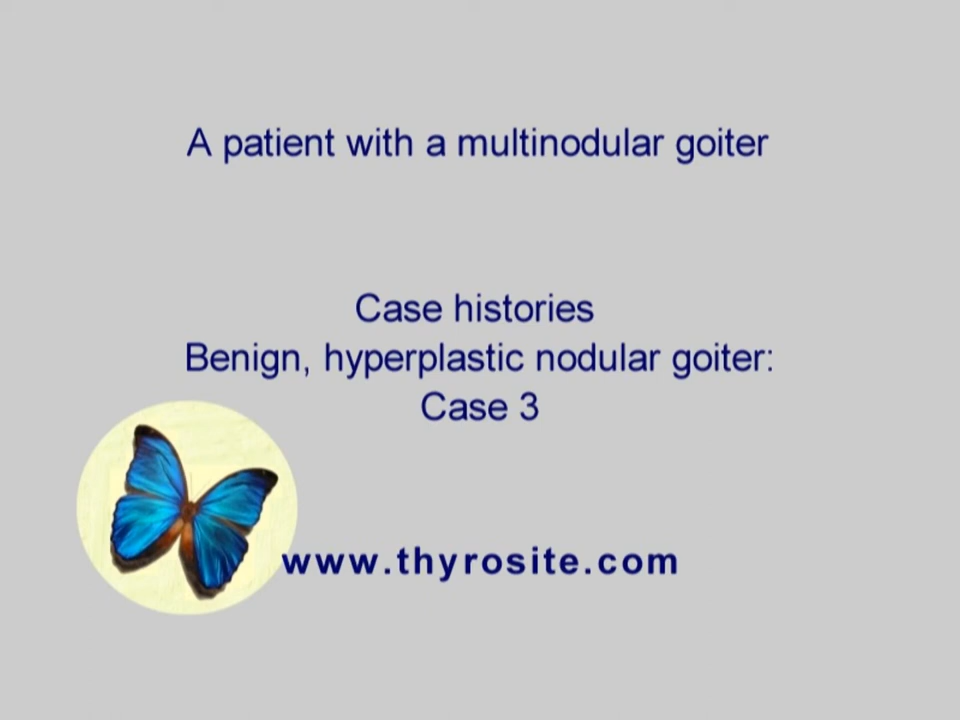 A patient with a multinodular goiter
Case histories
Benign, hyperplastic nodular goiter:
Case 3
www.thyrosite.com